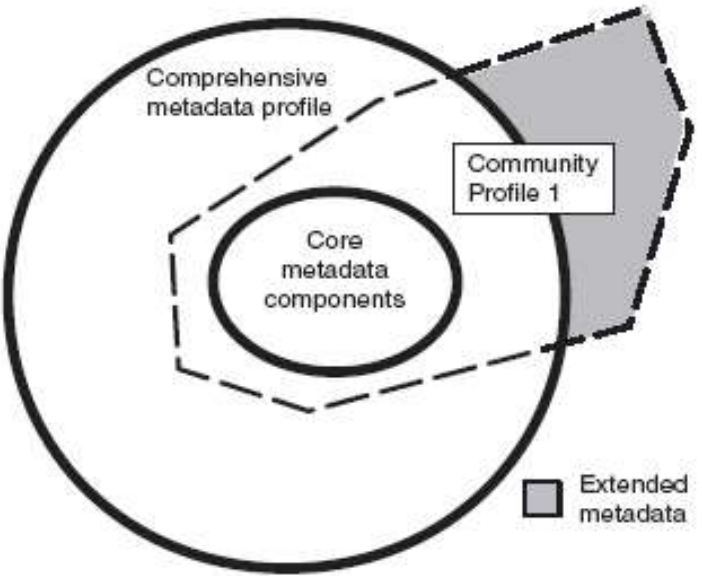 Comprehensive
metadata profile
Community
Profile 1
Core
metadata
components
Extended
metadata